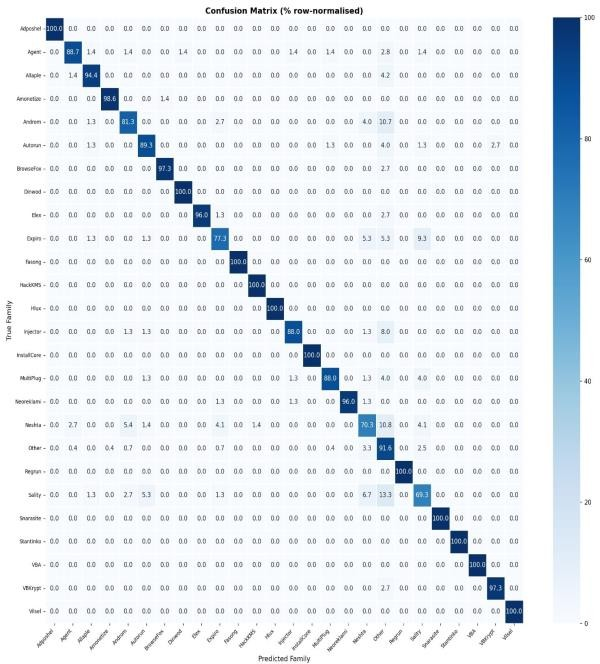 Confusion Matrix (% row-normalised)
Adposhel 100.0 0.0 0.0 0.0 0.0 0.0 0.0 0.0 0.0 0.0 0.0 0.0 0.0 0.0 0.0 0.0 0.0 0.0 0.0 0.0 0.0 0.0 0.0 0.0 0.0 0.0
Agent 0.0 88.7 1.4 0.0 1.4 0.0 0.0 1.4 0.0 0.0 0.0 0.0 0.0 1.4 0.0 1.4 0.0 0.0 2.8 0.0 1.4 0.0 0.0 0.0 0.0 0.0
Allaple 0.0 1.4 94.4 0.0 0.0 0.0 0.0 0.0 0.0 0.0 0.0 0.0 0.0 0.0 0.0 0.0 0.0 0.0 4.2 0.0 0.0 0.0 0.0 0.0 0.0 0.0
Amonetize 0.0 0.0 0.0 98.6 0.0 0.0 1.4 0.0 0.0 0.0 0.0 0.0 0.0 0.0 0.0 0.0 0.0 0.0 0.0 0.0 0.0 0.0 0.0 0.0 0.0 0.0
Androm 0.0 0.0 1.3 0.0 81.3 0.0 0.0 0.0 0.0 2.7 0.0 0.0 0.0 0.0 0.0 0.0 0.0 4.0 10.7 0.0 0.0 0.0 0.0 0.0 0.0 0.0
Autorun 0.0 0.0 1.3 0.0 0.0 89.3 0.0 0.0 0.0 0.0 0.0 0.0 0.0 0.0 0.0 1.3 0.0 0.0 4.0 0.0 1.3 0.0 0.0 0.0 2.7 0.0
BrowseFox 0.0 0.0 0.0 0.0 0.0 0.0 97.3 0.0 0.0 0.0 0.0 0.0 0.0 0.0 0.0 0.0 0.0 0.0 2.7 0.0 0.0 0.0 0.0 0.0 0.0 0.0
Dinwod 0.0 0.0 0.0 0.0 0.0 0.0 0.0 100.0 0.0 0.0 0.0 0.0 0.0 0.0 0.0 0.0 0.0 0.0 0.0 0.0 0.0 0.0 0.0 0.0 0.0 0.0
Elex 0.0 0.0 0.0 0.0 0.0 0.0 0.0 0.0 96.0 1.3 0.0 0.0 0.0 0.0 0.0 0.0 0.0 0.0 2.7 0.0 0.0 0.0 0.0 0.0 0.0 0.0
Expiro 0.0 0.0 1.3 0.0 0.0 1.3 0.0 0.0 0.0 77.3 0.0 0.0 0.0 0.0 0.0 0.0 0.0 5.3 5.3 0.0 9.3 0.0 0.0 0.0 0.0 0.0
Fasong 0.0 0.0 0.0 0.0 0.0 0.0 0.0 0.0 0.0 0.0 100.0 0.0 0.0 0.0 0.0 0.0 0.0 0.0 0.0 0.0 0.0 0.0 0.0 0.0 0.0 0.0
HackKMS 0.0 0.0 0.0 0.0 0.0 0.0 0.0 0.0 0.0 0.0 0.0 100.0 0.0 0.0 0.0 0.0 0.0 0.0 0.0 0.0 0.0 0.0 0.0 0.0 0.0 0.0
Hlux 0.0 0.0 0.0 0.0 0.0 0.0 0.0 0.0 0.0 0.0 0.0 0.0 100.0 0.0 0.0 0.0 0.0 0.0 0.0 0.0 0.0 0.0 0.0 0.0 0.0 0.0
Injector 0.0 0.0 0.0 0.0 1.3 1.3 0.0 0.0 0.0 0.0 0.0 0.0 0.0 88.0 0.0 0.0 0.0 1.3 8.0 0.0 0.0 0.0 0.0 0.0 0.0 0.0
InstallCore 0.0 0.0 0.0 0.0 0.0 0.0 0.0 0.0 0.0 0.0 0.0 0.0 0.0 0.0 100.0 0.0 0.0 0.0 0.0 0.0 0.0 0.0 0.0 0.0 0.0 0.0
MultiPlug 0.0 0.0 0.0 0.0 0.0 1.3 0.0 0.0 0.0 0.0 0.0 0.0 0.0 1.3 0.0 88.0 0.0 1.3 4.0 0.0 4.0 0.0 0.0 0.0 0.0 0.0
Neoreklami 0.0 0.0 0.0 0.0 0.0 0.0 0.0 0.0 0.0 1.3 0.0 0.0 0.0 1.3 0.0 0.0 96.0 1.3 0.0 0.0 0.0 0.0 0.0 0.0 0.0 0.0
Neshta 0.0 2.7 0.0 0.0 5.4 1.4 0.0 0.0 0.0 4.1 0.0 1.4 0.0 0.0 0.0 0.0 0.0 70.3 10.8 0.0 4.1 0.0 0.0 0.0 0.0 0.0
Other 0.0 0.4 0.0 0.4 0.7 0.0 0.0 0.0 0.0 0.7 0.0 0.0 0.0 0.0 0.0 0.4 0.0 3.3 91.6 0.0 2.5 0.0 0.0 0.0 0.0 0.0
Regrun 0.0 0.0 0.0 0.0 0.0 0.0 0.0 0.0 0.0 0.0 0.0 0.0 0.0 0.0 0.0 0.0 0.0 0.0 0.0 100.0 0.0 0.0 0.0 0.0 0.0 0.0
Sality 0.0 0.0 1.3 0.0 2.7 5.3 0.0 0.0 0.0 1.3 0.0 0.0 0.0 0.0 0.0 0.0 0.0 6.7 13.3 0.0 69.3 0.0 0.0 0.0 0.0 0.0
Snarasite 0.0 0.0 0.0 0.0 0.0 0.0 0.0 0.0 0.0 0.0 0.0 0.0 0.0 0.0 0.0 0.0 0.0 0.0 0.0 0.0 0.0 100.0 0.0 0.0 0.0 0.0
Stantinko 0.0 0.0 0.0 0.0 0.0 0.0 0.0 0.0 0.0 0.0 0.0 0.0 0.0 0.0 0.0 0.0 0.0 0.0 0.0 0.0 0.0 0.0 100.0 0.0 0.0 0.0
VBA 0.0 0.0 0.0 0.0 0.0 0.0 0.0 0.0 0.0 0.0 0.0 0.0 0.0 0.0 0.0 0.0 0.0 0.0 0.0 0.0 0.0 0.0 0.0 100.0 0.0 0.0
VBKrypt 0.0 0.0 0.0 0.0 0.0 0.0 0.0 0.0 0.0 0.0 0.0 0.0 0.0 0.0 0.0 0.0 0.0 0.0 2.7 0.0 0.0 0.0 0.0 0.0 97.3 0.0
Vilsel 0.0 0.0 0.0 0.0 0.0 0.0 0.0 0.0 0.0 0.0 0.0 0.0 0.0 0.0 0.0 0.0 0.0 0.0 0.0 0.0 0.0 0.0 0.0 0.0 0.0 100.0
Adposhel Agent Allaple Amonetize Androm Autorun BrowseFox Dinwod Elex Expiro Fasong HackKMS Hlux Injector InstallCore MultiPlug Neoreklami Neshta Other Regrun Sality Snarasite Stantinko VBA VBKrypt Vilsel
Predicted Family
True Family
100
80
60
40
20
0